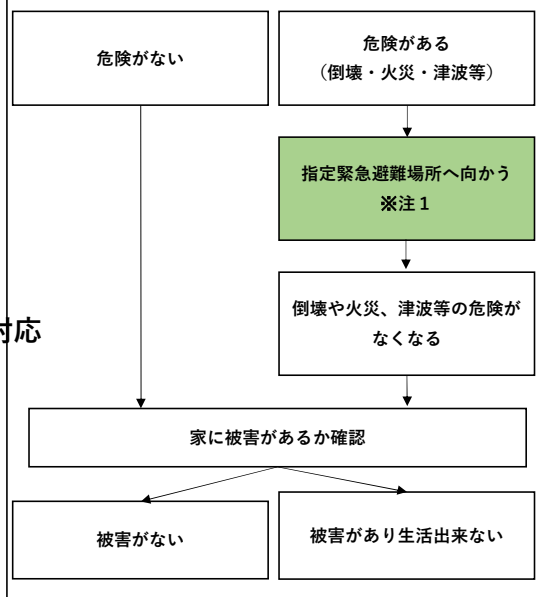 危険がない
危険がある
（倒壊・火災・津波等）
指定緊急避難場所へ向かう
※注１
倒壊や火災、津波等の危険が
なくなる
対応
家に被害があるか確認
被害がない
被害があり生活出来ない